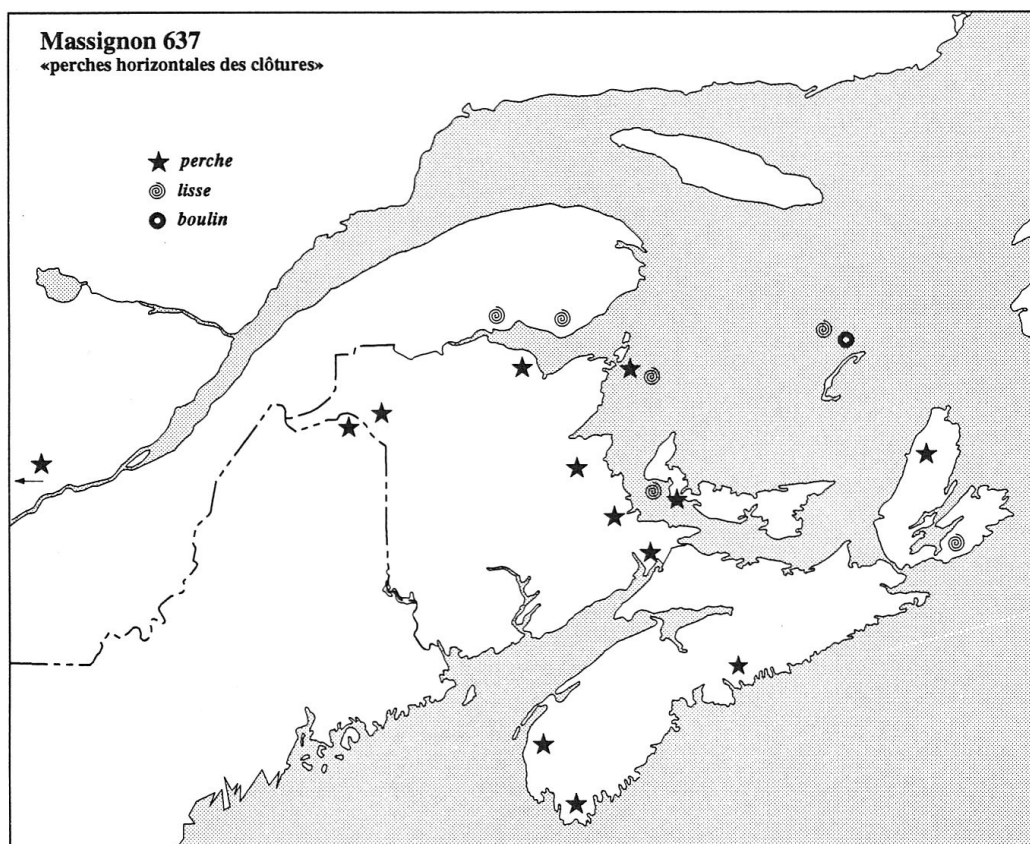 Massignon 637
«perches horizontales des clôtures»
perche
lisse
boulin